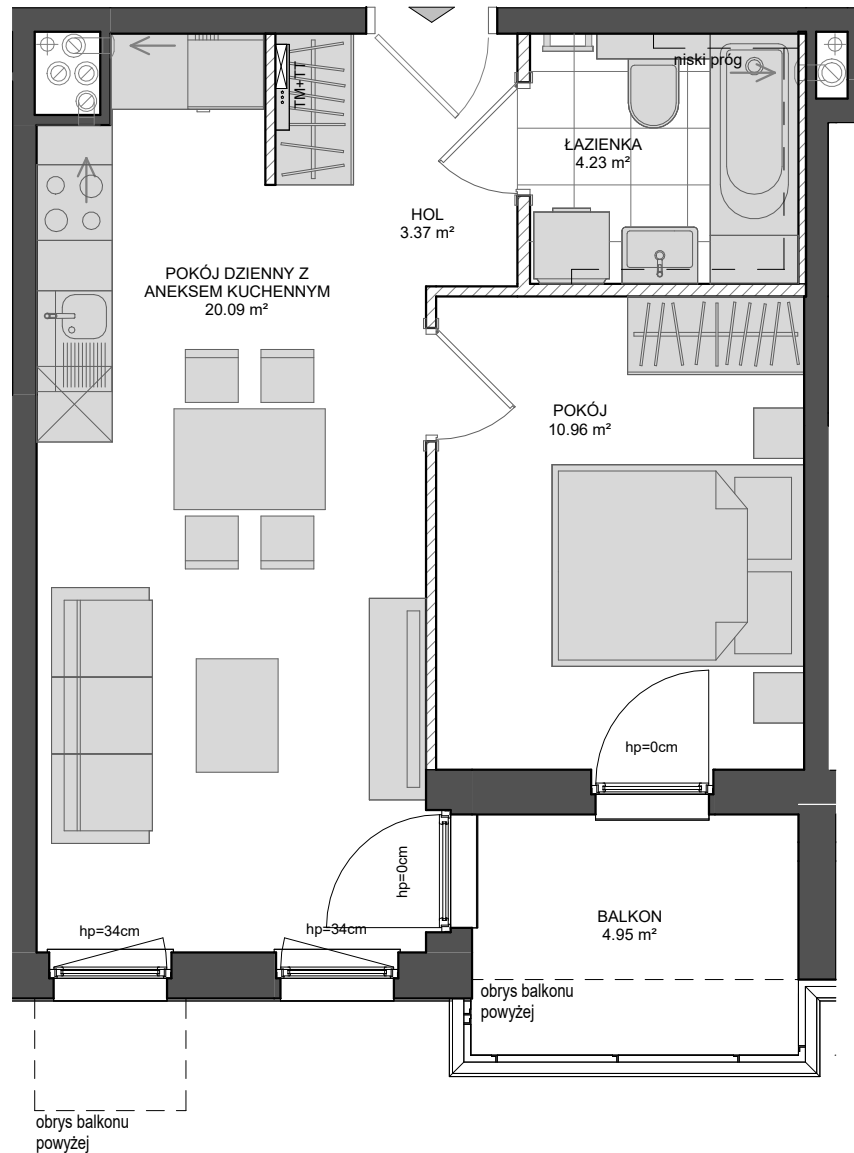 niski próg
TM+TT
ŁAZIENKA
4.23 m²
HOL
3.37 m²
POKÓJ DZIENNY Z
ANEKSEM KUCHENNYM
20.09 m²
POKÓJ
10.96 m²
hp=0cm
hp=0cm
BALKON
4.95 m²
hp=34cm
hp=34cm
obrys balkonu
powyżej
obrys balkonu
powyżej